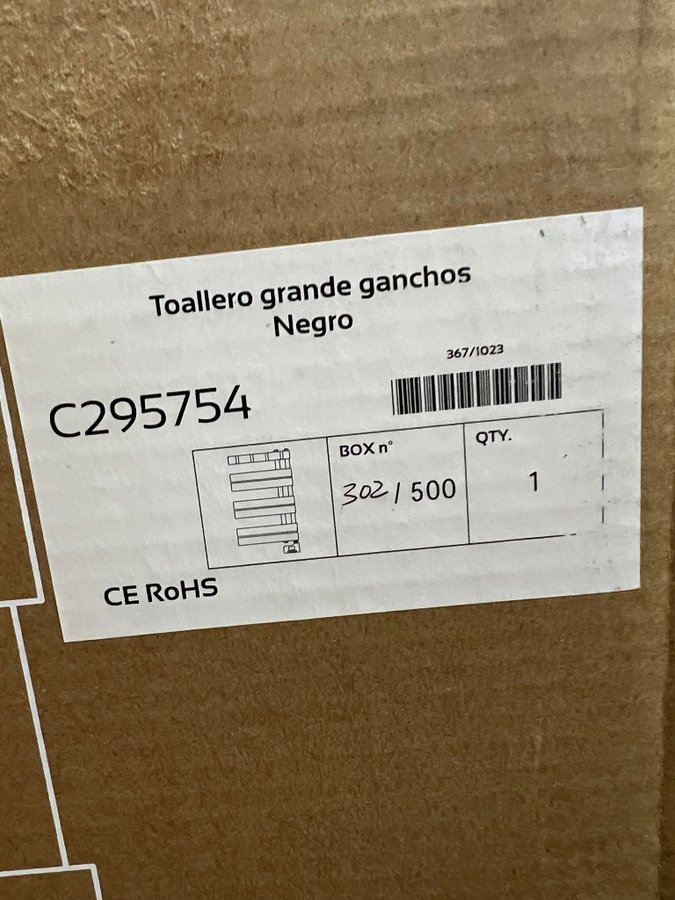 Toallero grande ganchos
Negro
367/1023
C295754
BOX n°
QTY.
302/500
1
CE RoHS